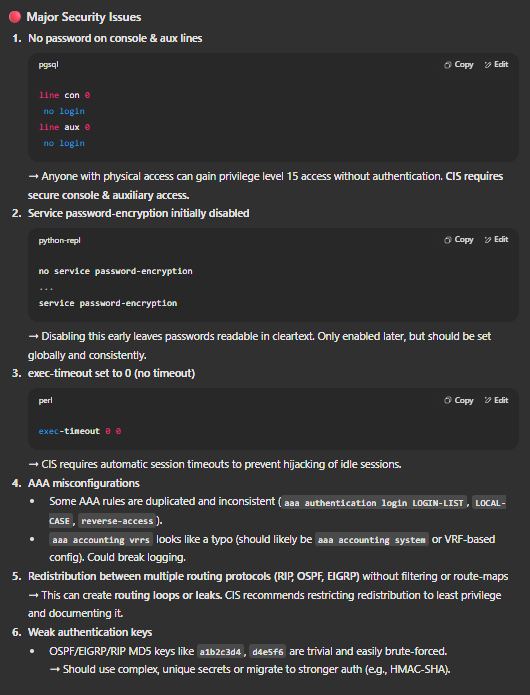 Major Security Issues
1. No password on console & aux lines
pgsql Copy Edit
line con 0
no login
line aux 0
no login
→ Anyone with physical access can gain privilege level 15 access without authentication. CIS requires
secure console & auxiliary access.
2. Service password-encryption initially disabled
python-repl Copy Edit
no service password-encryption
...
service password-encryption
→ Disabling this early leaves passwords readable in cleartext. Only enabled later, but should be set
globally and consistently.
3. exec-timeout set to 0 (no timeout)
perl Copy Edit
exec-timeout 0 0
→ CIS requires automatic session timeouts to prevent hijacking of idle sessions.
4. AAA misconfigurations
• Some AAA rules are duplicated and inconsistent ( aaa authentication login LOGIN-LIST , LOCAL-
CASE , reverse-access ).
• aaa accounting vrrs looks like a typo (should likely be aaa accounting system or VRF-based
config). Could break logging.
5. Redistribution between multiple routing protocols (RIP, OSPF, EIGRP) without filtering or route-maps
→ This can create routing loops or leaks. CIS recommends restricting redistribution to least privilege
and documenting it.
6. Weak authentication keys
• OSPF/EIGRP/RIP MD5 keys like a1b2c3d4 , d4e5f6 are trivial and easily brute-forced.
→ Should use complex, unique secrets or migrate to stronger auth (e.g., HMAC-SHA).